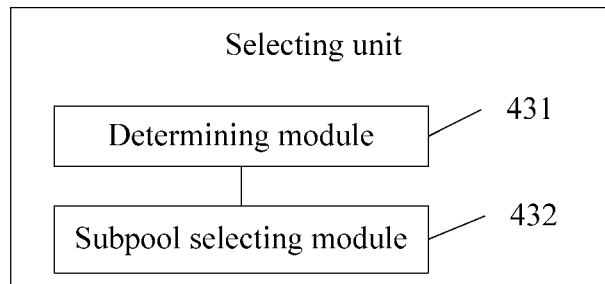 Selecting unit
Determining module
431
Subpool selecting module
432